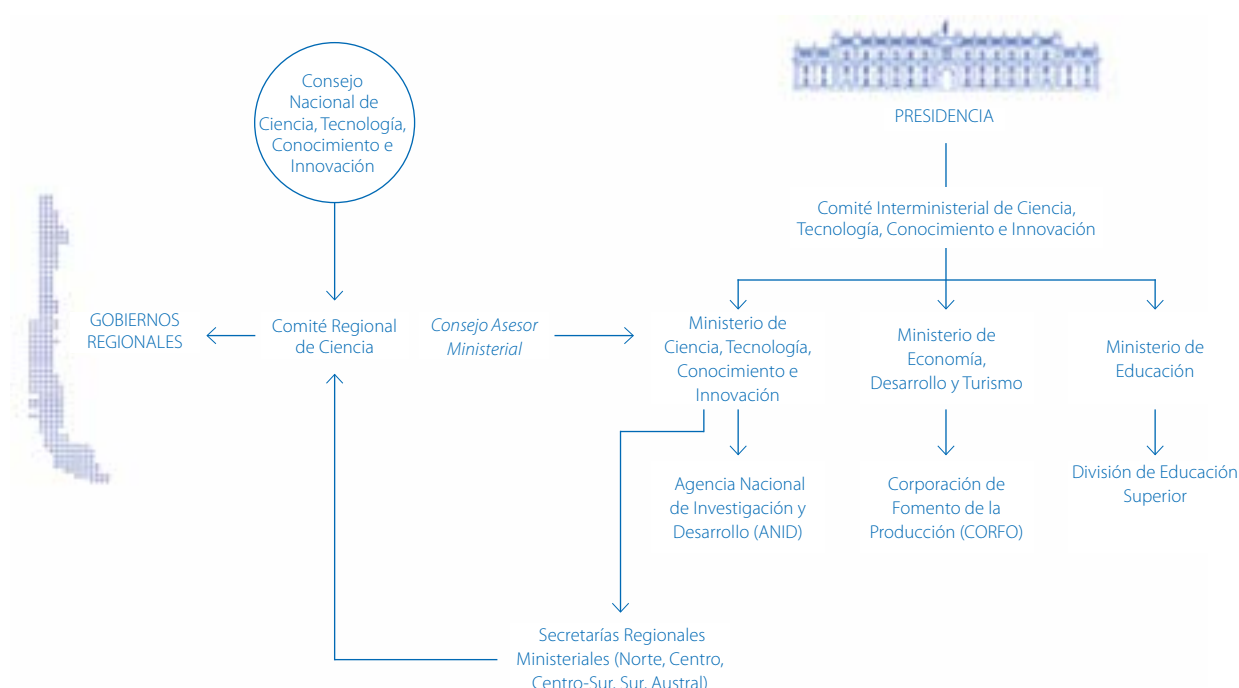 Consejo
Nacional de
Ciencia, Tecnología,
Conocimiento e
Innovación
PRESIDENCIA
Comité Interministerial de Ciencia,
Tecnología, Conocimiento e Innovación
GOBIERNOS
REGIONALES
Comité Regional
de Ciencia
Consejo Asesor
Ministerial
Ministerio de
Ciencia, Tecnología,
Conocimiento e
Innovación
Ministerio de
Economía,
Desarrollo y Turismo
Ministerio de
Educación
Agencia Nacional
de Investigación y
Desarrollo (ANID)
Corporación de
Fomento de la
Producción (CORFO)
División de Educación
Superior
Secretarías Regionales
Ministeriales (Norte, Centro,
Centro-Sur, Sur, Austral)